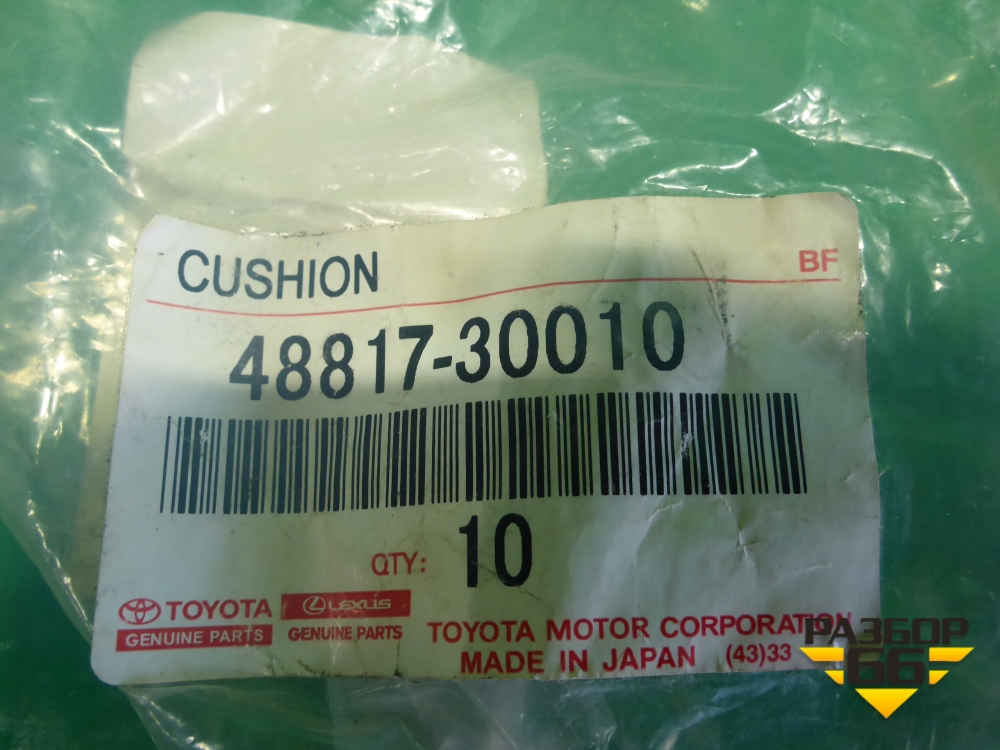 CUSHION
BF
48817-30010
QTY: 10
TOYOTA
GENUINE PARTS
LEXUS
GENUINE PARTS
TOYOTA MOTOR CORPORATION
MADE IN JAPAN (43)33
РАЗБОР
66